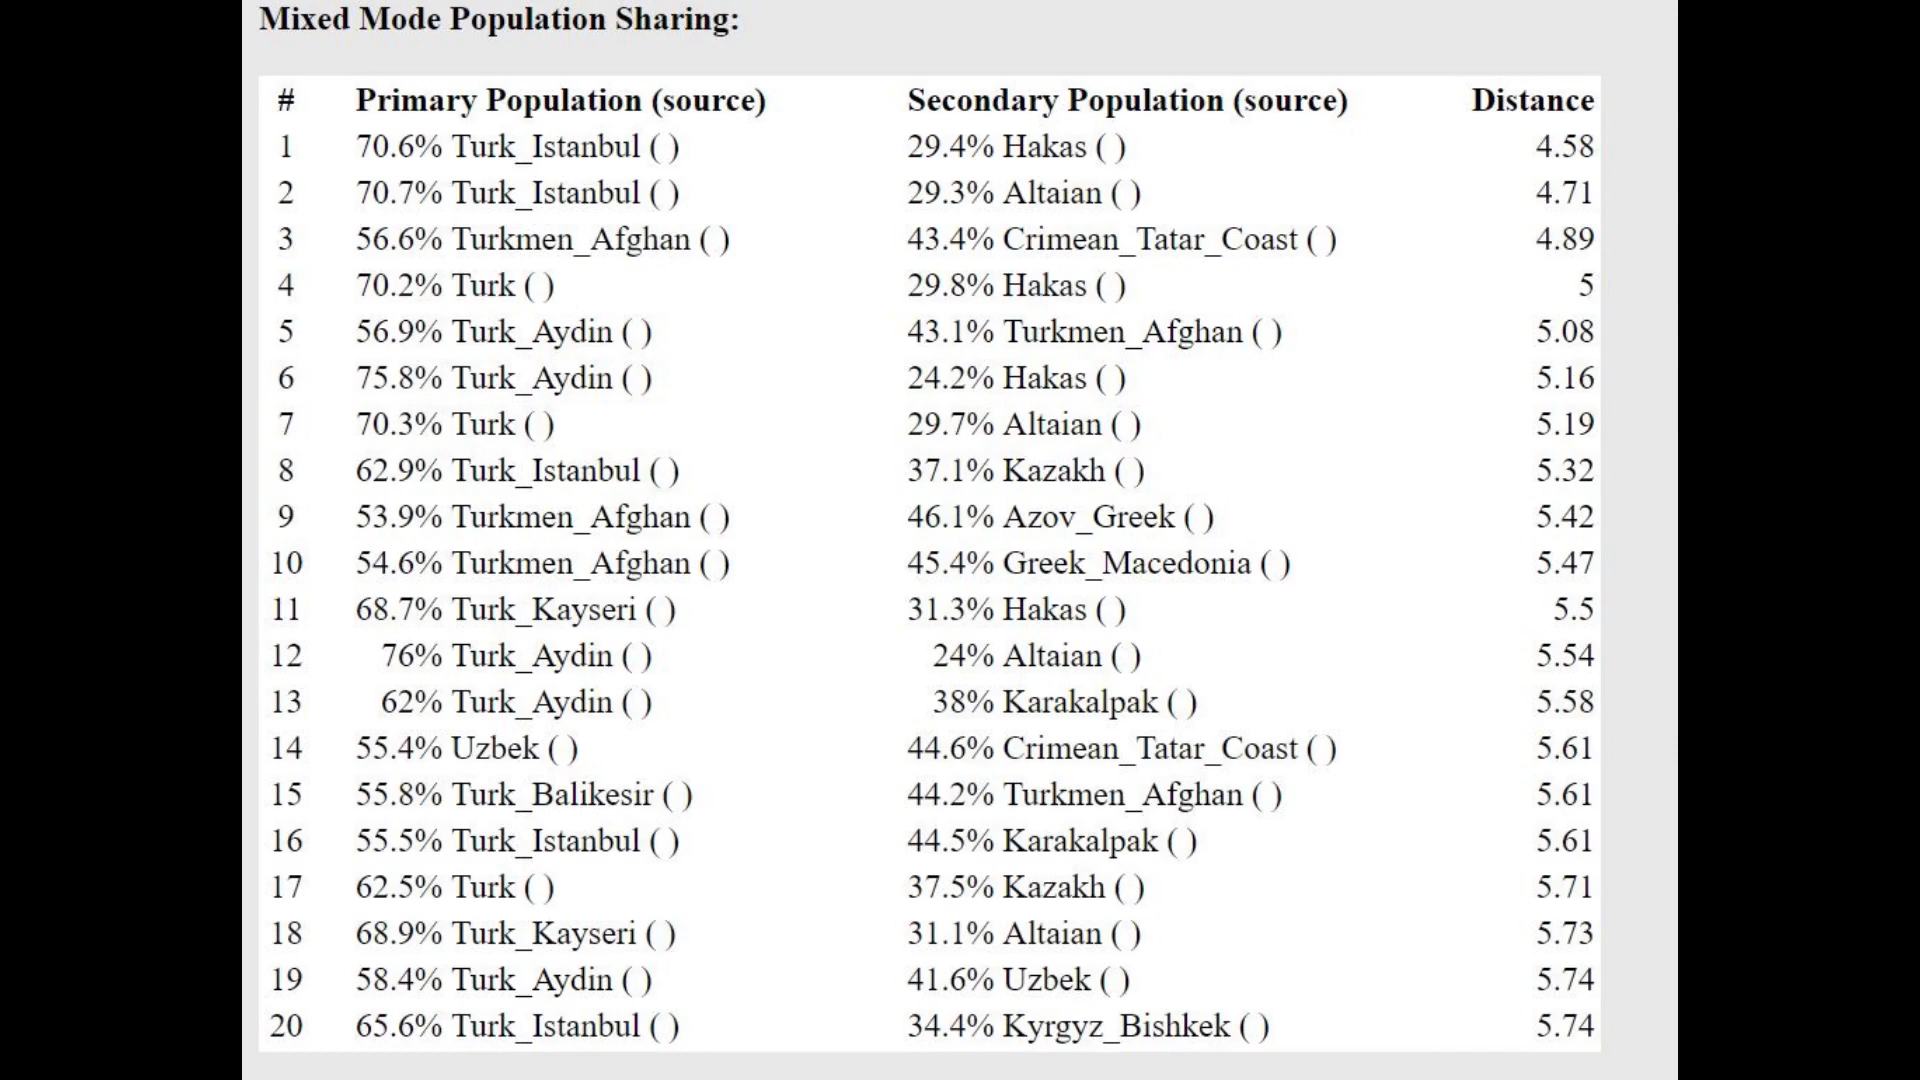 Mixed Mode Population Sharing:
# Primary Population (source) Secondary Population (source) Distance
1 70.6% Turk_Istanbul ( ) 29.4% Hakas ( ) 4.58
2 70.7% Turk_Istanbul ( ) 29.3% Altaian ( ) 4.71
3 56.6% Turkmen_Afghan ( ) 43.4% Crimean_Tatar_Coast ( ) 4.89
4 70.2% Turk ( ) 29.8% Hakas ( ) 5
5 56.9% Turk_Aydin ( ) 43.1% Turkmen_Afghan ( ) 5.08
6 75.8% Turk_Aydin ( ) 24.2% Hakas ( ) 5.16
7 70.3% Turk ( ) 29.7% Altaian ( ) 5.19
8 62.9% Turk_Istanbul ( ) 37.1% Kazakh ( ) 5.32
9 53.9% Turkmen_Afghan ( ) 46.1% Azov_Greek ( ) 5.42
10 54.6% Turkmen_Afghan ( ) 45.4% Greek_Macedonia ( ) 5.47
11 68.7% Turk_Kayseri ( ) 31.3% Hakas ( ) 5.5
12 76% Turk_Aydin ( ) 24% Altaian ( ) 5.54
13 62% Turk_Aydin ( ) 38% Karakalpak ( ) 5.58
14 55.4% Uzbek ( ) 44.6% Crimean_Tatar_Coast ( ) 5.61
15 55.8% Turk_Balikesir ( ) 44.2% Turkmen_Afghan ( ) 5.61
16 55.5% Turk_Istanbul ( ) 44.5% Karakalpak ( ) 5.61
17 62.5% Turk ( ) 37.5% Kazakh ( ) 5.71
18 68.9% Turk_Kayseri ( ) 31.1% Altaian ( ) 5.73
19 58.4% Turk_Aydin ( ) 41.6% Uzbek ( ) 5.74
20 65.6% Turk_Istanbul ( ) 34.4% Kyrgyz_Bishkek ( ) 5.74